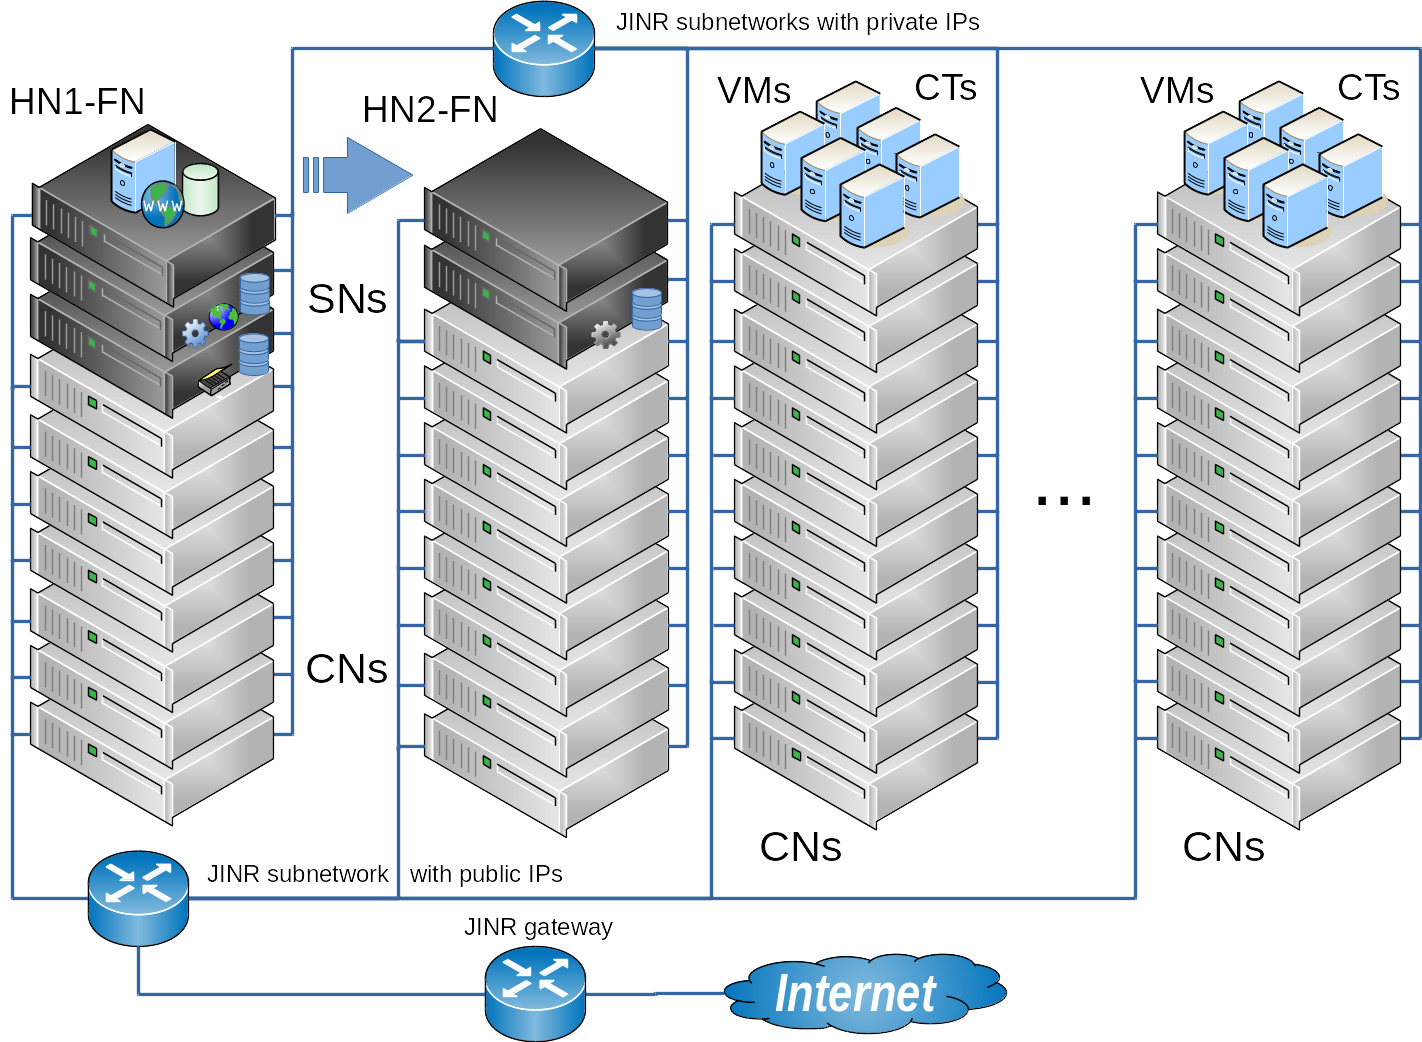 JINR subnetworks with private IPs
HN1-FN
HN2-FN
VMs
CTs
VMs
CTs
WWW
SNs
...
CNs
CNs
CNs
JINR subnetwork with public IPs
JINR gateway
Internet